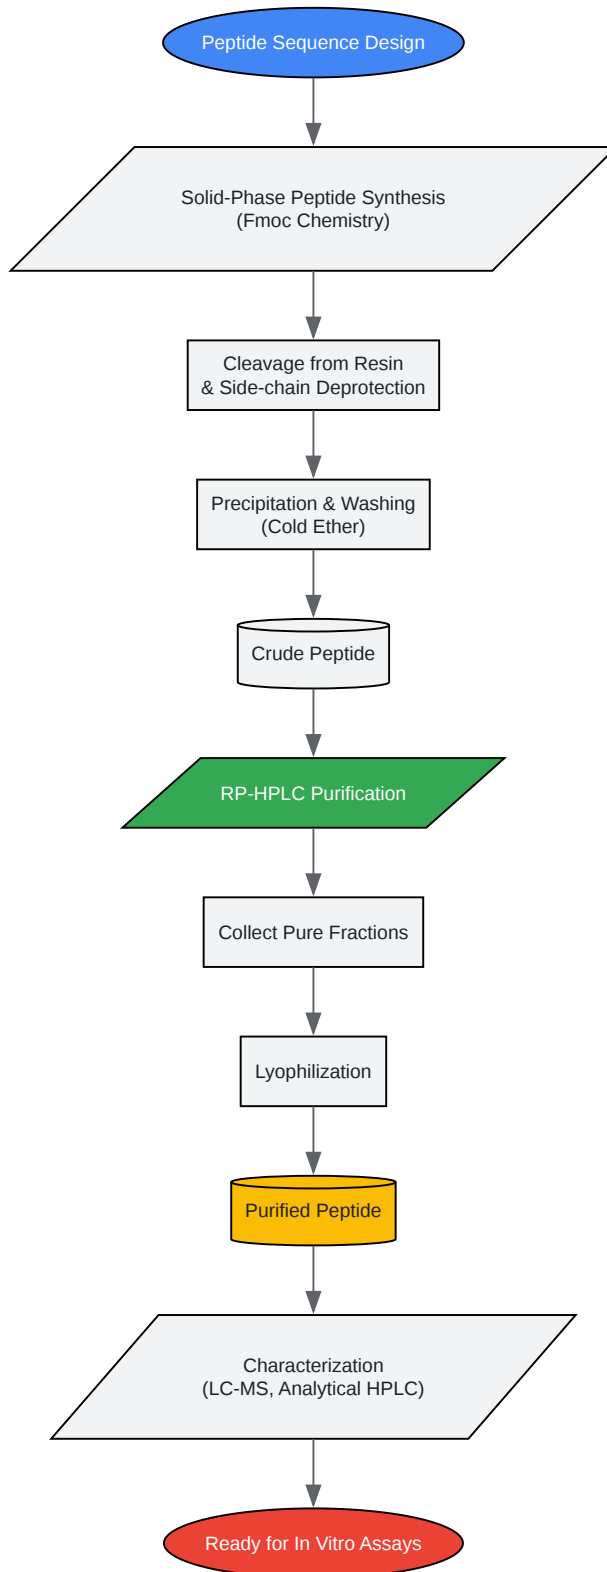 Peptide Sequence Design
Solid-Phase Peptide Synthesis
(Fmoc Chemistry)
Cleavage from Resin
& Side-chain Deprotection
Precipitation & Washing
(Cold Ether)
Crude Peptide
RP-HPLC Purification
Collect Pure Fractions
Lyophilization
Purified Peptide
Characterization
(LC-MS, Analytical HPLC)
Ready for In Vitro Assays